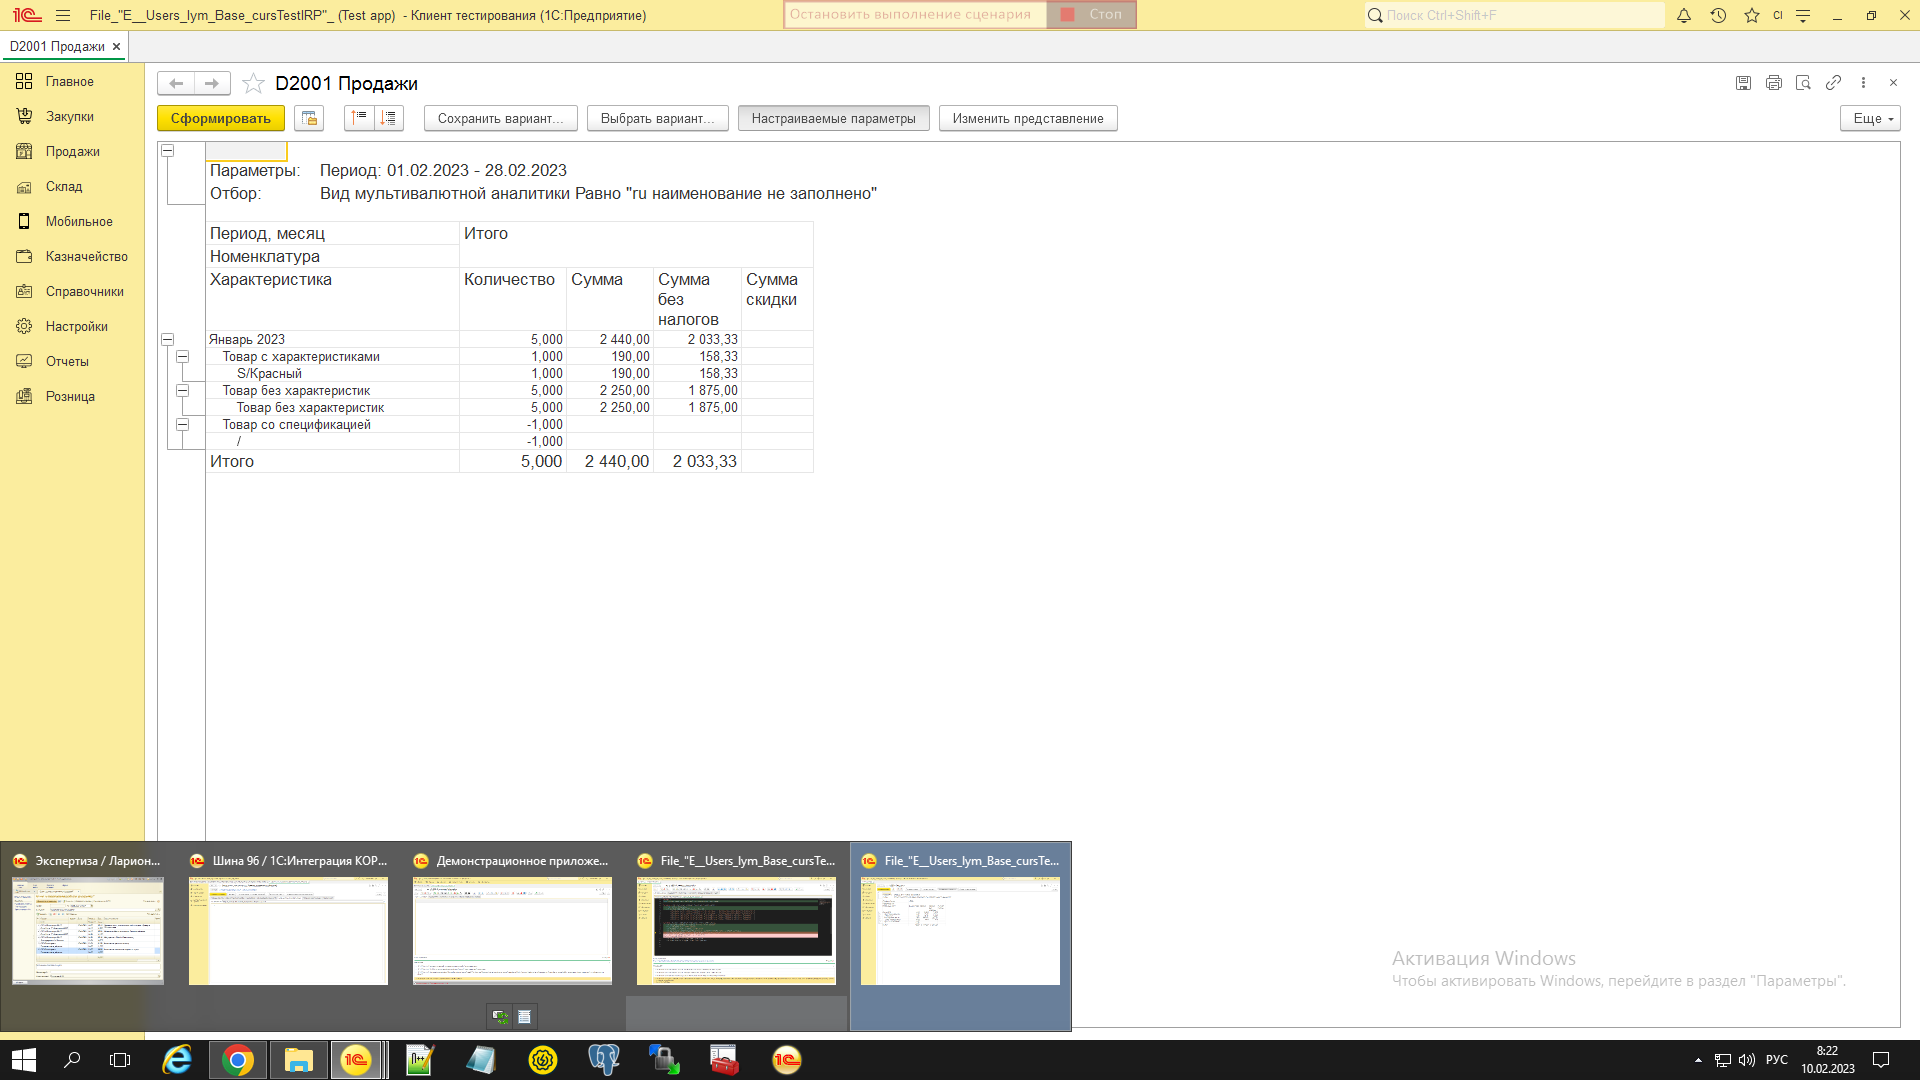 File_"E__Users_lym_Base_cursTestIRP"_ (Test app) - Клиент тестирования (1С:Предприятие)
Остановить выполнение сценария
Стоп
Поиск Ctrl+Shift+F
CI
D2001 Продажи
Главное
Закупки
Продажи
Склад
Мобильное
Казначейство
Справочники
Настройки
Отчеты
Розница
D2001 Продажи
Сформировать
Сохранить вариант...
Выбрать вариант...
Настраиваемые параметры
Изменить представление
Еще
Параметры: Период: 01.02.2023 - 28.02.2023
Отбор: Вид мультивалютной аналитики Равно "ru наименование не заполнено"
Период, месяц Итого
Номенклатура
Характеристика Количество Сумма Сумма без налогов Сумма скидки
Январь 2023 5,000 2 440,00 2 033,33
Товар с характеристиками 1,000 190,00 158,33
S/Красный 1,000 190,00 158,33
Товар без характеристик 5,000 2 250,00 1 875,00
Товар без характеристик 5,000 2 250,00 1 875,00
Товар со спецификацией -1,000
/ -1,000
Итого 5,000 2 440,00 2 033,33
Экспертиза / Ларион...
Шина 96 / 1С:Интеграция КОР...
Демонстрационное приложе...
File_"E__Users_lym_Base_cursTe...
File_"E__Users_lym_Base_cursTe...
Активация Windows
Чтобы активировать Windows, перейдите в раздел "Параметры".
РУС
8:22
10.02.2023